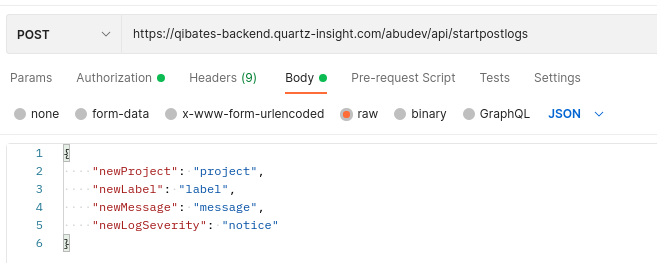 POST https://qibates-backend.quartz-insight.com/abudev/api/startpostlogs
Params Authorization Headers (9) Body Pre-request Script Tests Settings
none form-data x-www-form-urlencoded raw binary GraphQL JSON
1 {
2 "newProject": "project",
3 "newLabel": "label",
4 "newMessage": "message",
5 "newLogSeverity": "notice"
6 }